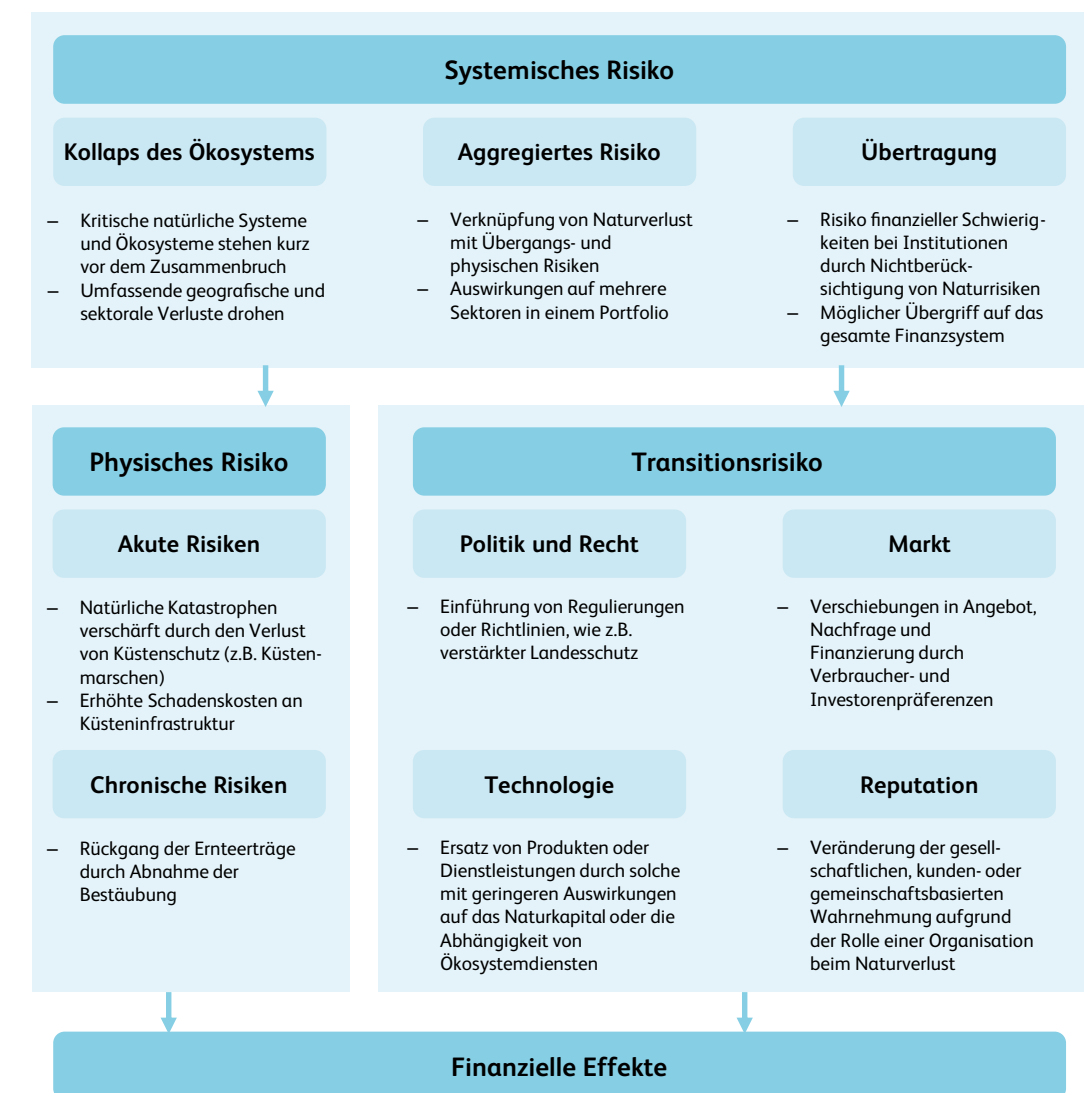 Systemisches Risiko
Kollaps des Ökosystems
– Kritische natürliche Systeme
und Ökosysteme stehen kurz
vor dem Zusammenbruch
– Umfassende geografische und
sektorale Verluste drohen
Aggregiertes Risiko
– Verknüpfung von Naturverlust
mit Übergangs- und
physischen Risiken
– Auswirkungen auf mehrere
Sektoren in einem Portfolio
Übertragung
– Risiko finanzieller Schwierig-
keiten bei Institutionen
durch Nichtberück-
sichtigung von Naturrisiken
– Möglicher Übergriff auf das
gesamte Finanzsystem
Physisches Risiko
Akute Risiken
– Natürliche Katastrophen
verschärft durch den Verlust
von Küstenschutz (z.B. Küsten-
marschen)
– Erhöhte Schadenskosten an
Küsteninfrastruktur
Chronische Risiken
– Rückgang der Ernteerträge
durch Abnahme der
Bestäubung
Transitionsrisiko
Politik und Recht
– Einführung von Regulierungen
oder Richtlinien, wie z.B.
verstärkter Landesschutz
Markt
– Verschiebungen in Angebot,
Nachfrage und
Finanzierung durch
Verbraucher- und
Investorenpräferenzen
Technologie
– Ersatz von Produkten oder
Dienstleistungen durch solche
mit geringeren Auswirkungen
auf das Naturkapital oder die
Abhängigkeit von
Ökosystemdiensten
Reputation
– Veränderung der gesell-
schaftlichen, kunden- oder
gemeinschaftsbasierten
Wahrnehmung aufgrund
der Rolle einer Organisation
beim Naturverlust
Finanzielle Effekte